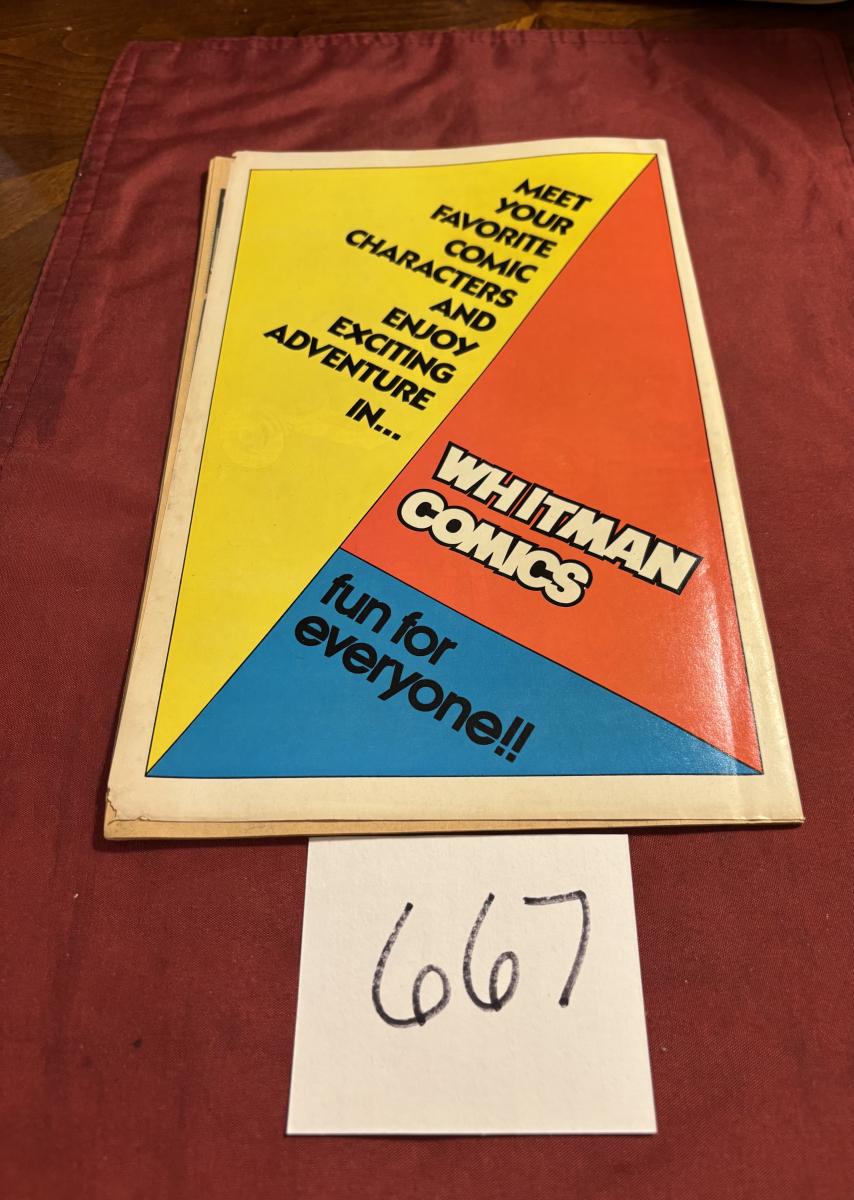 MEET
YOUR
FAVORITE
COMIC
CHARACTERS
AND
ENJOY
EXCITING
ADVENTURE
IN...
WHITMAN
COMICS
fun for
everyone!!
667